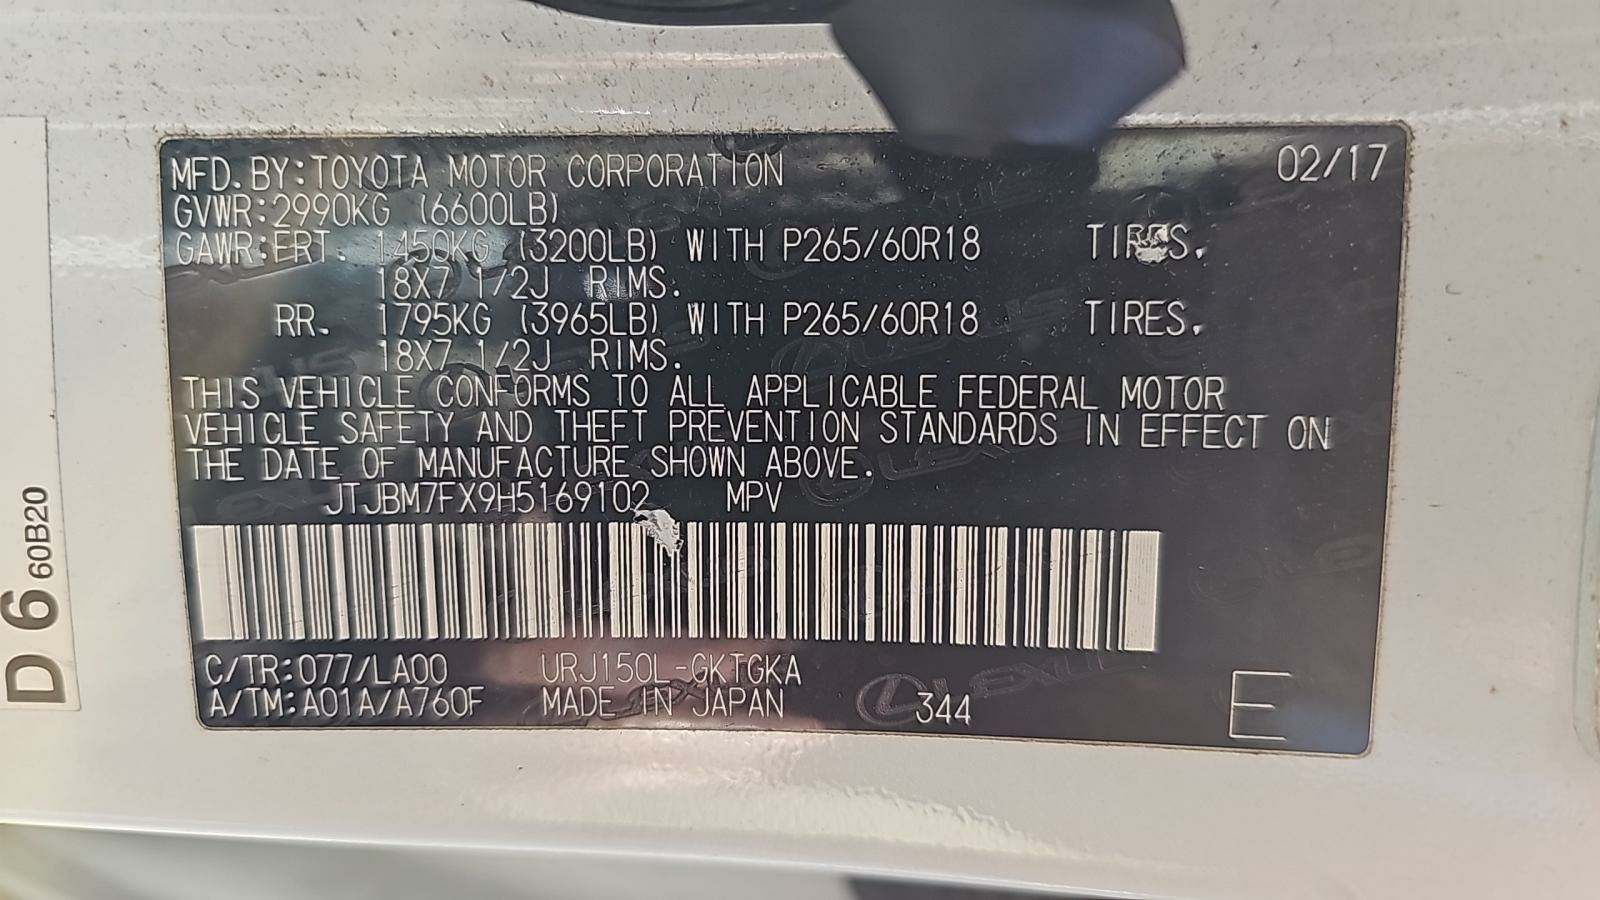 MFD. BY:TOYOTA MOTOR CORPORATION 02/17
GVWR:2990KG (6600LB)
GAWR:FRT. 1450KG (3200LB) WITH P265/60R18 TIRES.
18X7 1/2J RIMS.
RR. 1795KG (3965LB) WITH P265/60R18 TIRES.
18X7 1/2J RIMS.
THIS VEHICLE CONFORMS TO ALL APPLICABLE FEDERAL MOTOR
VEHICLE SAFETY AND THEFT PREVENTION STANDARDS IN EFFECT ON
THE DATE OF MANUFACTURE SHOWN ABOVE.
JTJBM7FX9H5169102 MPV
C/TR:077/LA00 URJ150L-GKTGKA
A/TM:A01A/A760F MADE IN JAPAN LEXUS 344 E
D 6 60B20